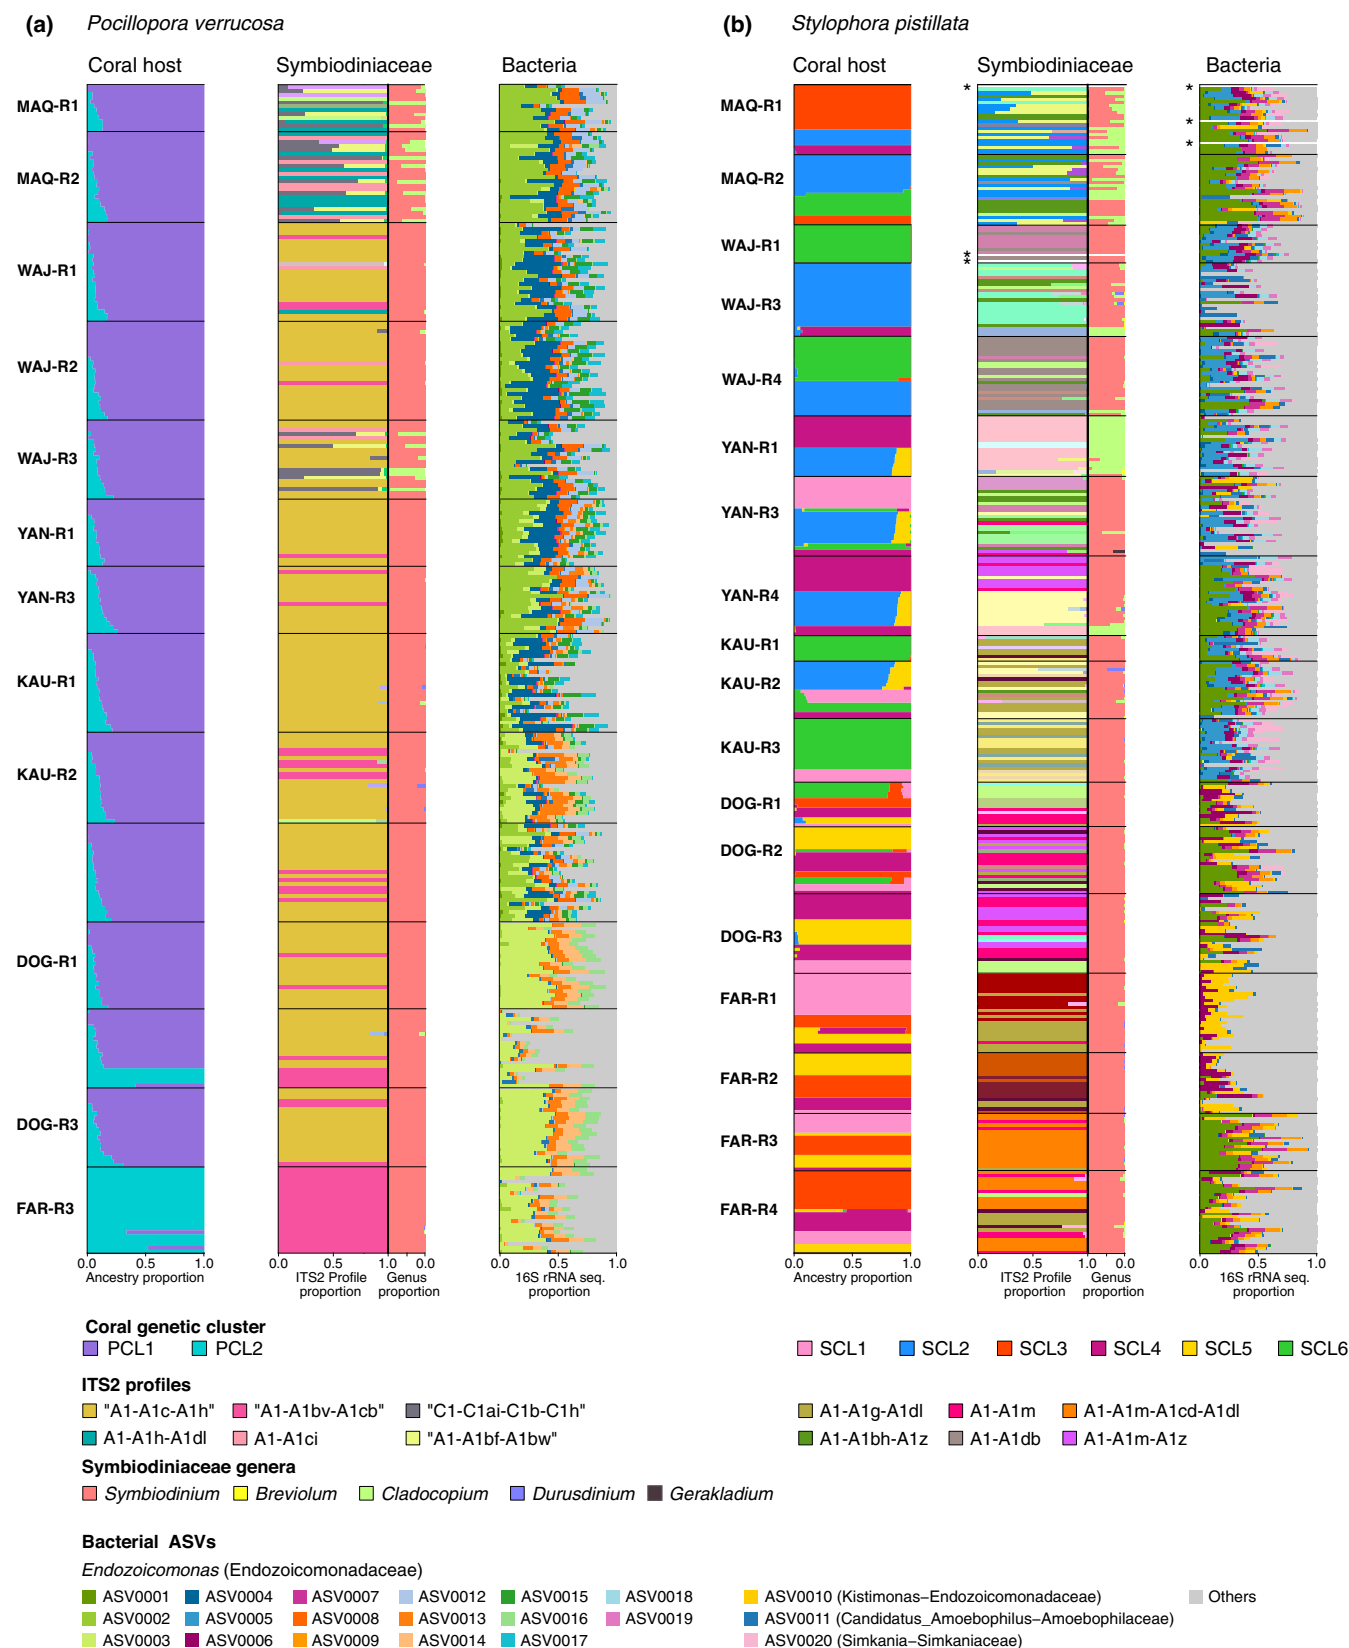 (a) Pocillopora verrucosa
(b) Stylophora pistillata
Coral host Symbiodiniaceae Bacteria
Coral host Symbiodiniaceae Bacteria
MAQ-R1
MAQ-R2
WAJ-R1
WAJ-R2
WAJ-R3
YAN-R1
YAN-R3
KAU-R1
KAU-R2
DOG-R1
DOG-R3
FAR-R3
0.0 0.5 1.0
Ancestry proportion
0.0 0.5 1.0 0.0
ITS2 Profile proportion
Genus proportion
0.0 0.5 1.0
16S rRNA seq. proportion
MAQ-R1
* * * *
MAQ-R2
WAJ-R1
* *
WAJ-R3
WAJ-R4
YAN-R1
YAN-R3
YAN-R4
KAU-R1
KAU-R2
KAU-R3
DOG-R1
DOG-R2
DOG-R3
FAR-R1
FAR-R2
FAR-R3
FAR-R4
0.0 0.5 1.0
Ancestry proportion
0.0 0.5 1.0 0.0
ITS2 Profile proportion
Genus proportion
0.0 0.5 1.0
16S rRNA seq. proportion
Coral genetic cluster
PCL1 PCL2
SCL1 SCL2 SCL3 SCL4 SCL5 SCL6
ITS2 profiles
"A1-A1c-A1h" "A1-A1bv-A1cb" "C1-C1ai-C1b-C1h"
A1-A1h-A1dl A1-A1ci "A1-A1bf-A1bw"
A1-A1g-A1dl A1-A1m A1-A1m-A1cd-A1dl
A1-A1bh-A1z A1-A1db A1-A1m-A1z
Symbiodiniaceae genera
Symbiodinium Breviolum Cladocopium Durusdinium Gerakladium
Bacterial ASVs
Endozoicomonas (Endozoicomonadaceae)
ASV0001 ASV0004 ASV0007 ASV0012 ASV0015 ASV0018 ASV0010 (Kistimonas−Endozoicomonadaceae) Others
ASV0002 ASV0005 ASV0008 ASV0013 ASV0016 ASV0019 ASV0011 (Candidatus_Amoebophilus−Amoebophilaceae)
ASV0003 ASV0006 ASV0009 ASV0014 ASV0017 ASV0020 (Simkania−Simkaniaceae)